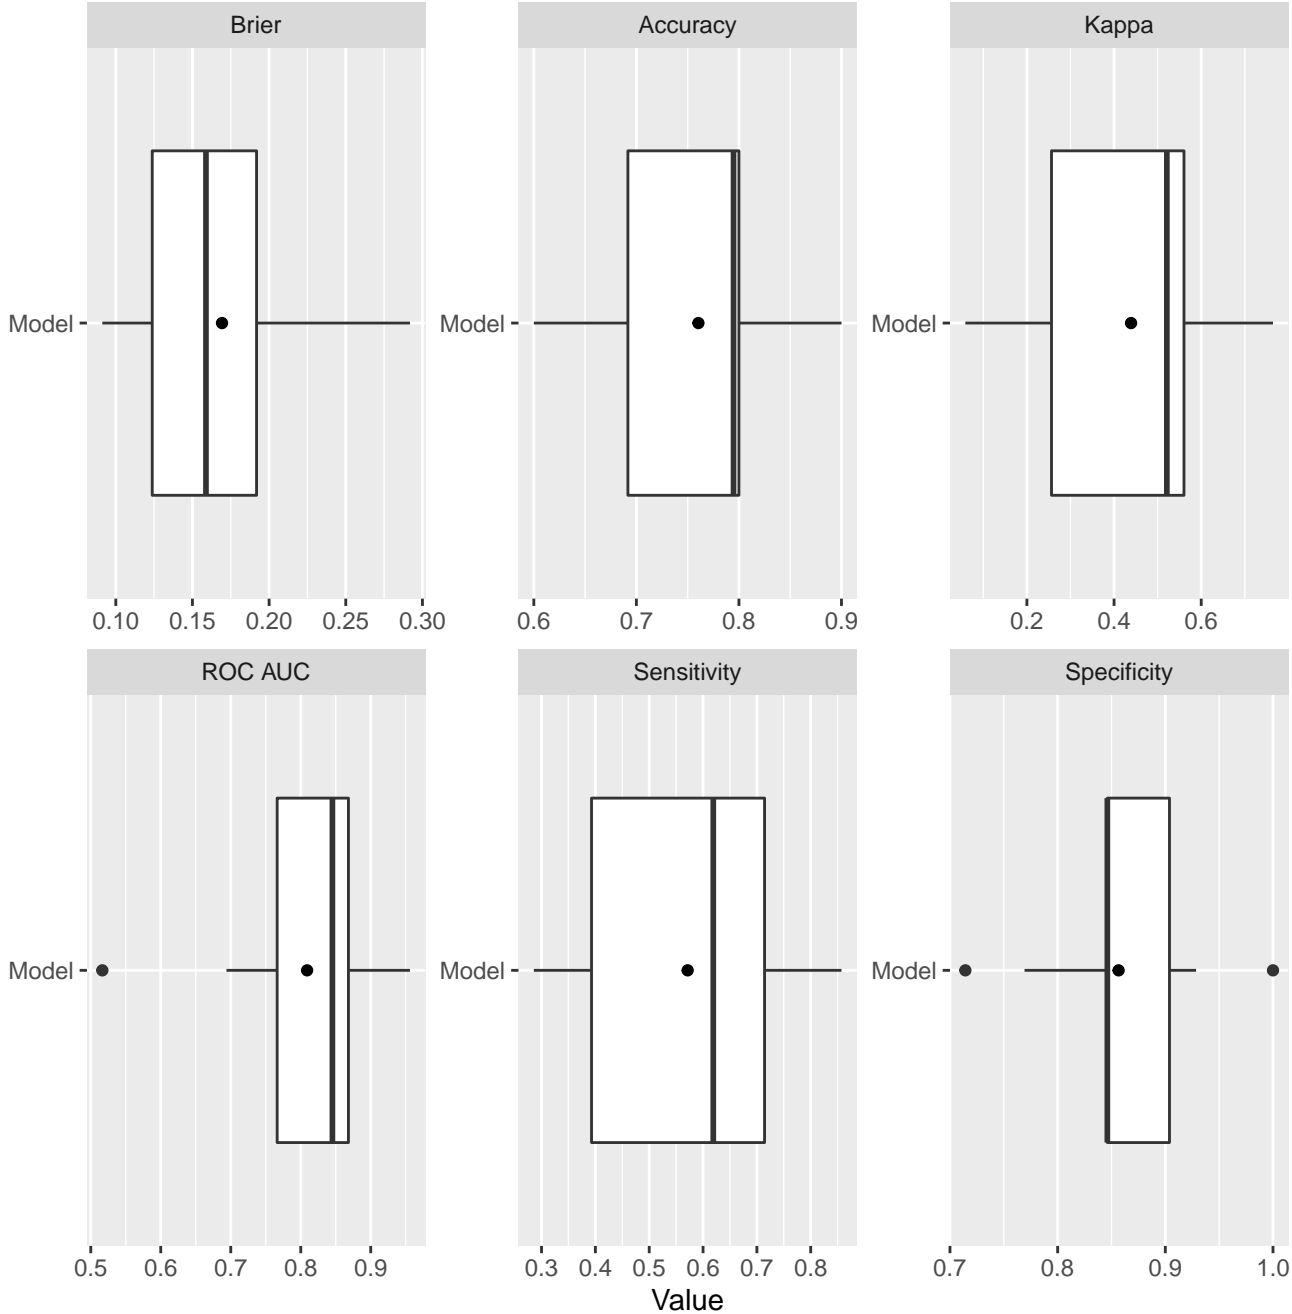 Brier Accuracy Kappa
Model Model Model
0.10 0.15 0.20 0.25 0.30 0.6 0.7 0.8 0.9 0.2 0.4 0.6
ROC AUC Sensitivity Specificity
Model Model Model
0.5 0.6 0.7 0.8 0.9 0.3 0.4 0.5 0.6 0.7 0.8 0.7 0.8 0.9 1.0
Value